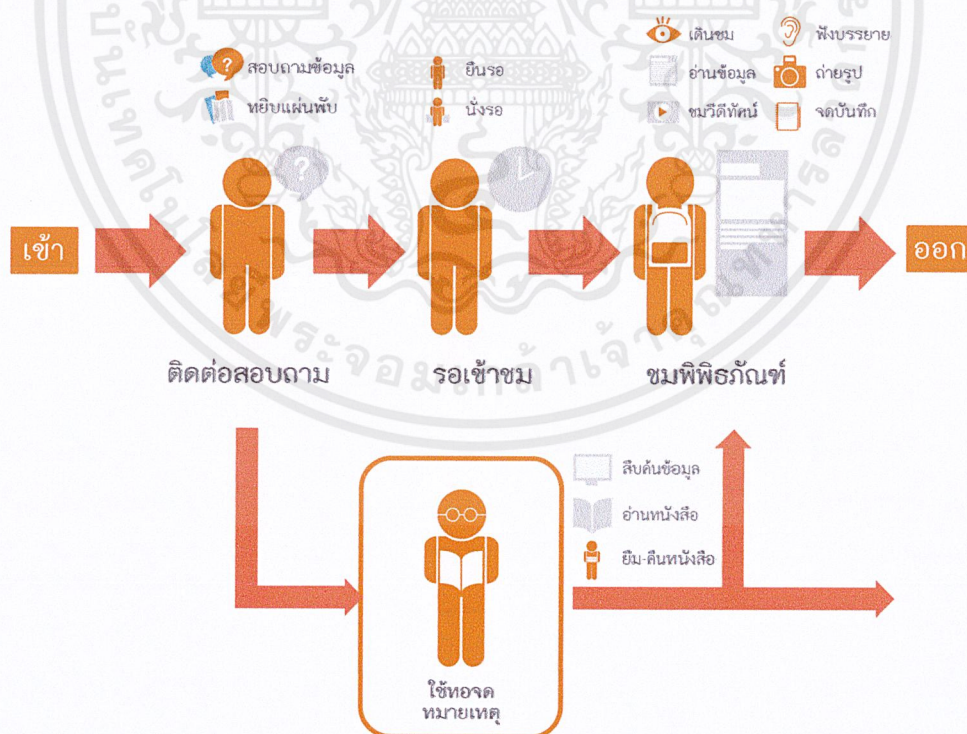 สอบถามข้อมูล
หยิบแผ่นพับ
ยืนรอ
นั่งรอ
เดินชม
ฟังบรรยาย
อ่านข้อมูล
ถ่ายรูป
ชมวีดีทัศน์
จดบันทึก
เข้า
ออก
ติดต่อสอบถาม
รอเข้าชม
ชมพิพิธภัณฑ์
สืบค้นข้อมูล
อ่านหนังสือ
ยืม-คืนหนังสือ
ใช้หอจด
หมายเหตุ